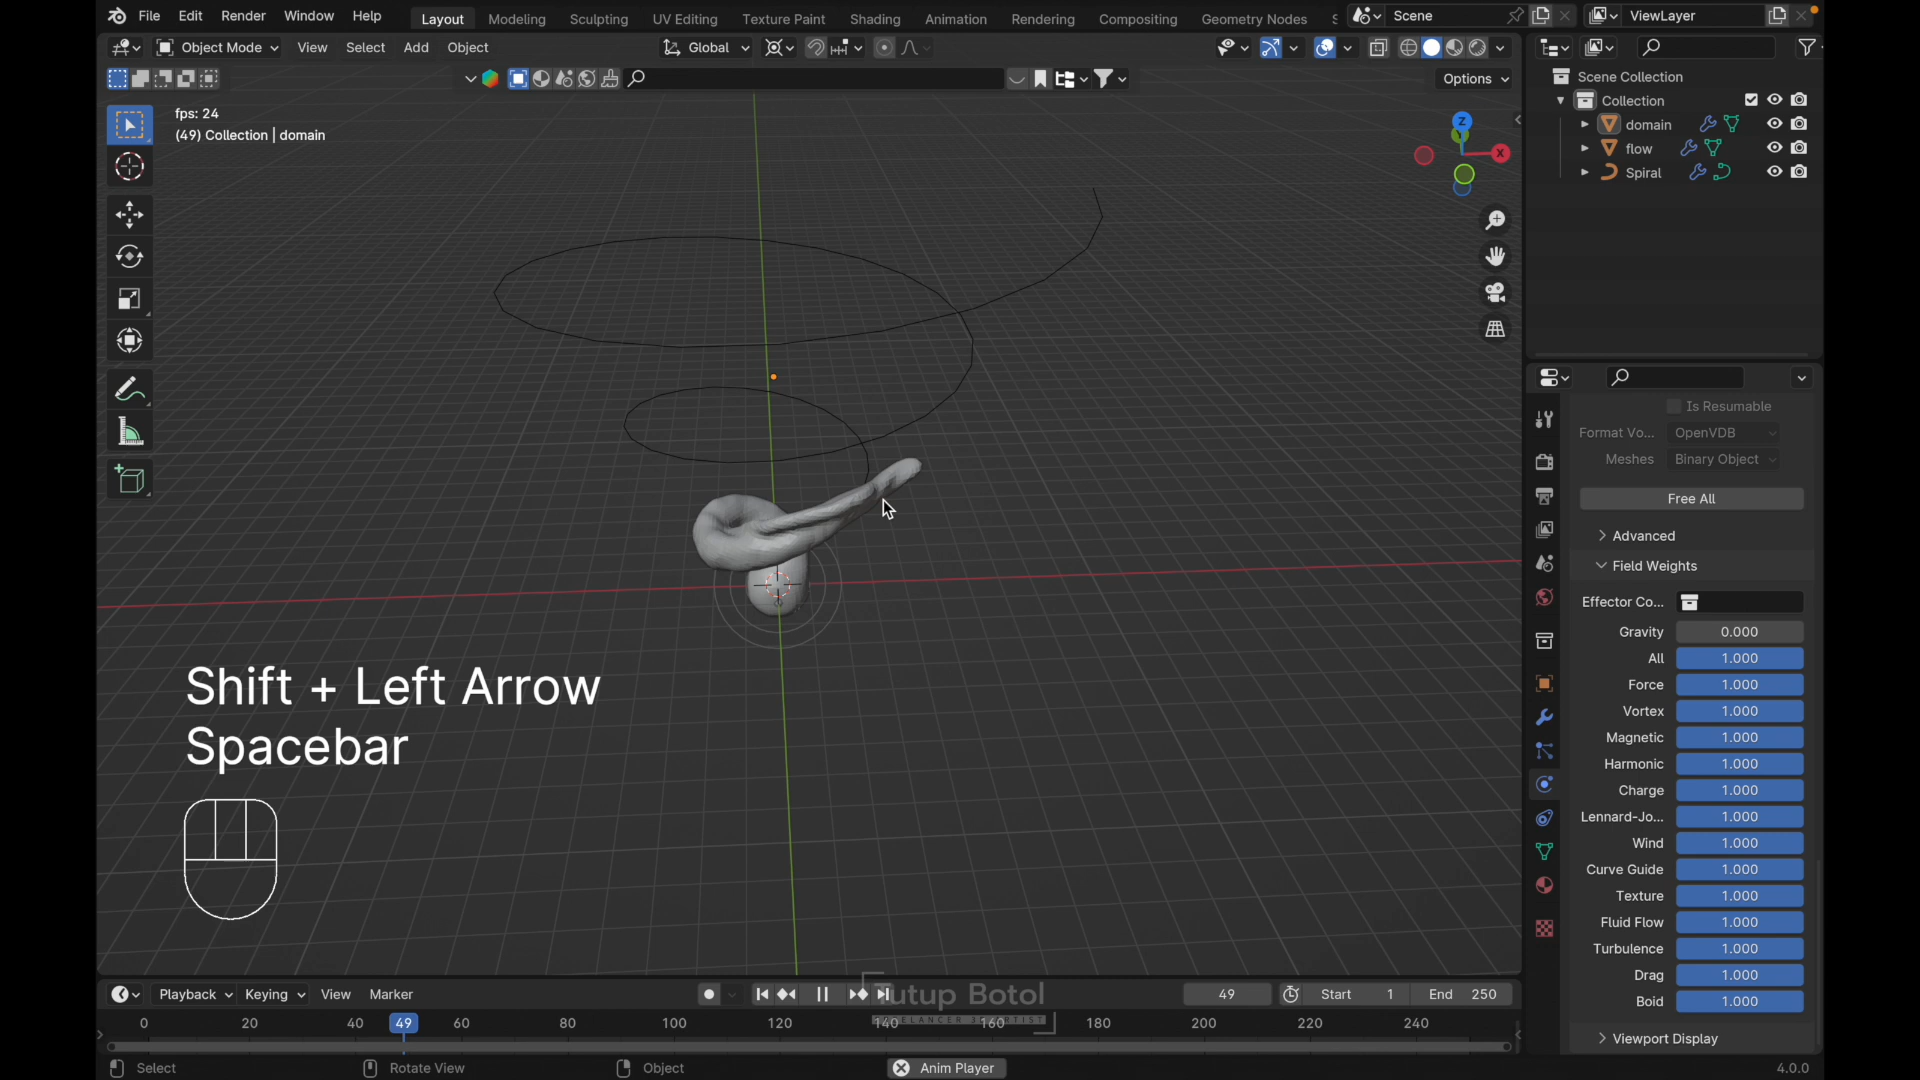 File Edit Render Window Help Layout Modeling Sculpting UV Editing Texture Paint Shading Animation Rendering Compositing Geometry Nodes S Scene ViewLayer
Object Mode View Select Add Object Global
Options
fps: 24
(49) Collection | domain
Z
X
Scene Collection
Collection
domain
flow
Spiral
Is Resumable
Format Vo... OpenVDB
Meshes Binary Object
Free All
Advanced
Field Weights
Effector Co...
Gravity 0.000
All 1.000
Force 1.000
Vortex 1.000
Magnetic 1.000
Harmonic 1.000
Charge 1.000
Lennard-Jo... 1.000
Wind 1.000
Curve Guide 1.000
Texture 1.000
Fluid Flow 1.000
Turbulence 1.000
Drag 1.000
Boid 1.000
Viewport Display
Shift + Left Arrow
Spacebar
Playback Keying View Marker Tutup Botol 49 Start 1 End 250
FREELANCER 3D ARTIST
0 20 40 49 60 80 100 120 140 160 180 200 220 240
Select Rotate View Object Anim Player 4.0.0